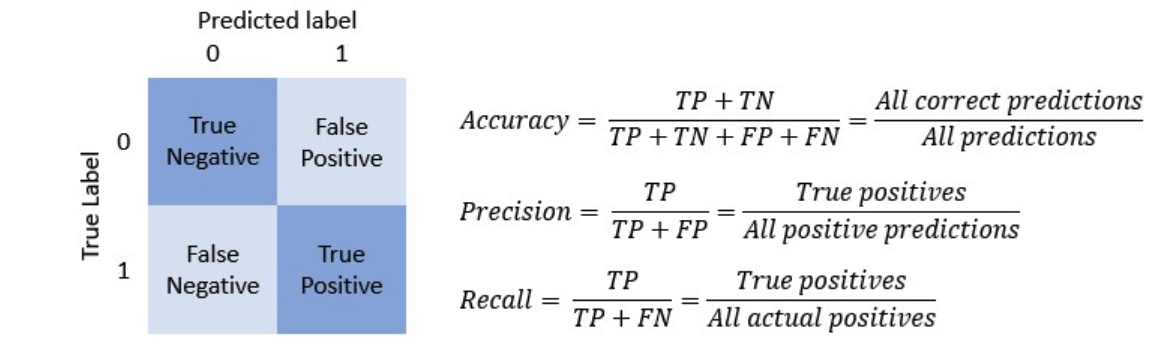 Predicted label
0 1
True Label
0
True Negative
False Positive
1
False Negative
True Positive
Accuracy = TP + TN / TP + TN + FP + FN = All correct predictions / All predictions
Precision = TP / TP + FP = True positives / All positive predictions
Recall = TP / TP + FN = True positives / All actual positives